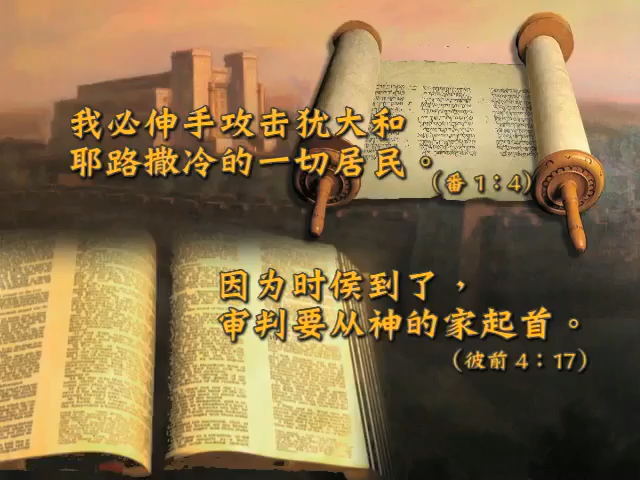 我必伸手攻击犹大和
耶路撒冷的一切居民。
（番 1：4）
因为时侯到了，
审判要从神的家起首。
（彼前 4：17）